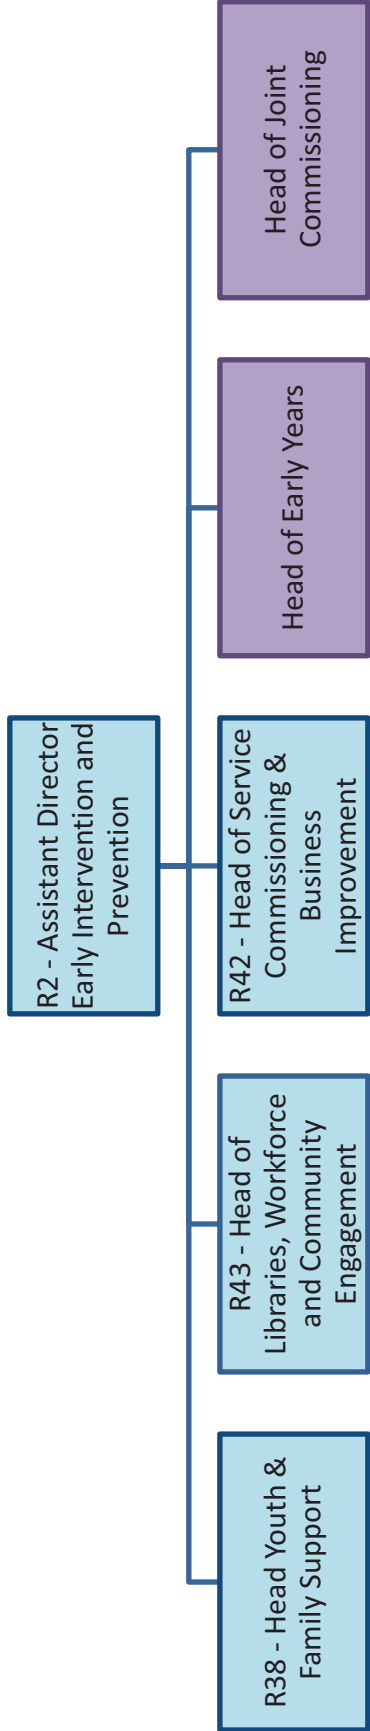 R2 - Assistant Director
Early Intervention and
Prevention
R38 - Head Youth &
Family Support
R43 - Head of
Libraries, Workforce
and Community
Engagement
R42 - Head of Service
Commissioning &
Business
Improvement
Head of Early Years
Head of Joint
Commissioning